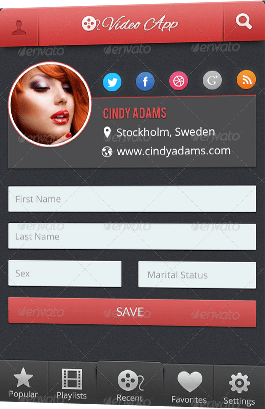 Video App
CINDY ADAMS
Stockholm, Sweden
www.cindyadams.com
First Name
Last Name
Sex
Marital Status
SAVE
Popular
Playlists
Recent
Favorites
Settings